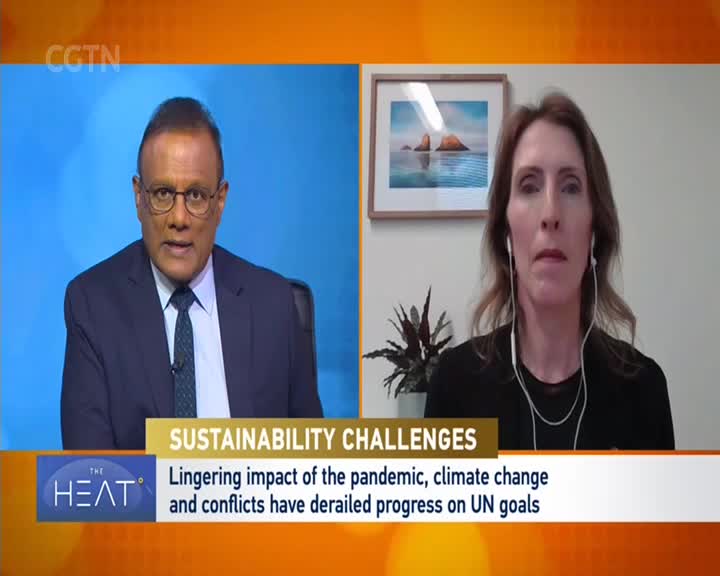 CGTN
SUSTAINABILITY CHALLENGES
THE
HEAT
Lingering impact of the pandemic, climate change
and conflicts have derailed progress on UN goals